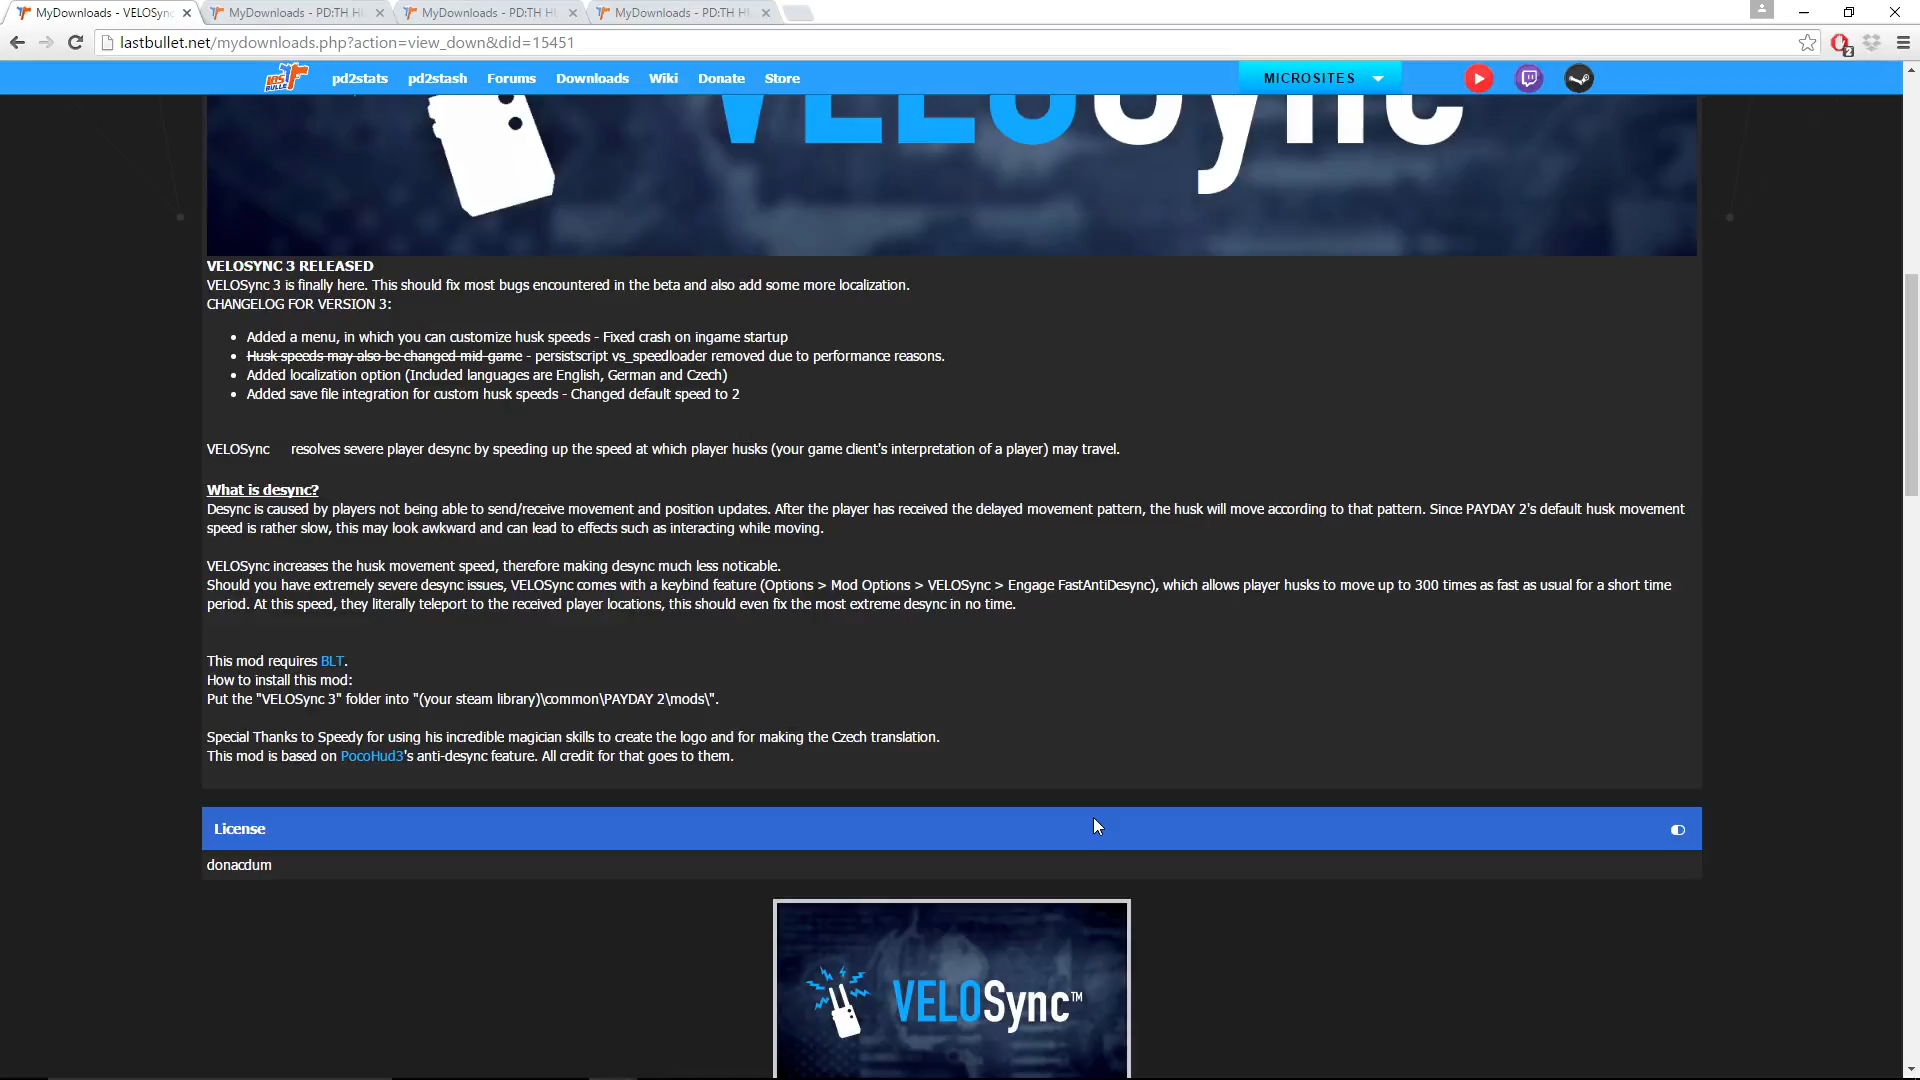 MyDownloads - VELOSync
MyDownloads - PD:TH H
MyDownloads - PD:TH H
MyDownloads - PD:TH H
lastbullet.net/mydownloads.php?action=view_down&did=15451
2
LAST BULLET
pd2stats
pd2stash
Forums
Downloads
Wiki
Donate
Store
MICROSITES
VELOSync
VELOSYNC 3 RELEASED
VELOSync 3 is finally here. This should fix most bugs encountered in the beta and also add some more localization.
CHANGELOG FOR VERSION 3:
Added a menu, in which you can customize husk speeds - Fixed crash on ingame startup
Husk speeds may also be changed mid-game - persistscript vs_speedloader removed due to performance reasons.
Added localization option (Included languages are English, German and Czech)
Added save file integration for custom husk speeds - Changed default speed to 2
VELOSync resolves severe player desync by speeding up the speed at which player husks (your game client's interpretation of a player) may travel.
What is desync?
Desync is caused by players not being able to send/receive movement and position updates. After the player has received the delayed movement pattern, the husk will move according to that pattern. Since PAYDAY 2's default husk movement
speed is rather slow, this may look awkward and can lead to effects such as interacting while moving.
VELOSync increases the husk movement speed, therefore making desync much less noticable.
Should you have extremely severe desync issues, VELOSync comes with a keybind feature (Options > Mod Options > VELOSync > Engage FastAntiDesync), which allows player husks to move up to 300 times as fast as usual for a short time
period. At this speed, they literally teleport to the received player locations, this should even fix the most extreme desync in no time.
This mod requires BLT.
How to install this mod:
Put the "VELOSync 3" folder into "(your steam library)\common\PAYDAY 2\mods\".
Special Thanks to Speedy for using his incredible magician skills to create the logo and for making the Czech translation.
This mod is based on PocoHud3's anti-desync feature. All credit for that goes to them.
License
donacdum
VELOSync™